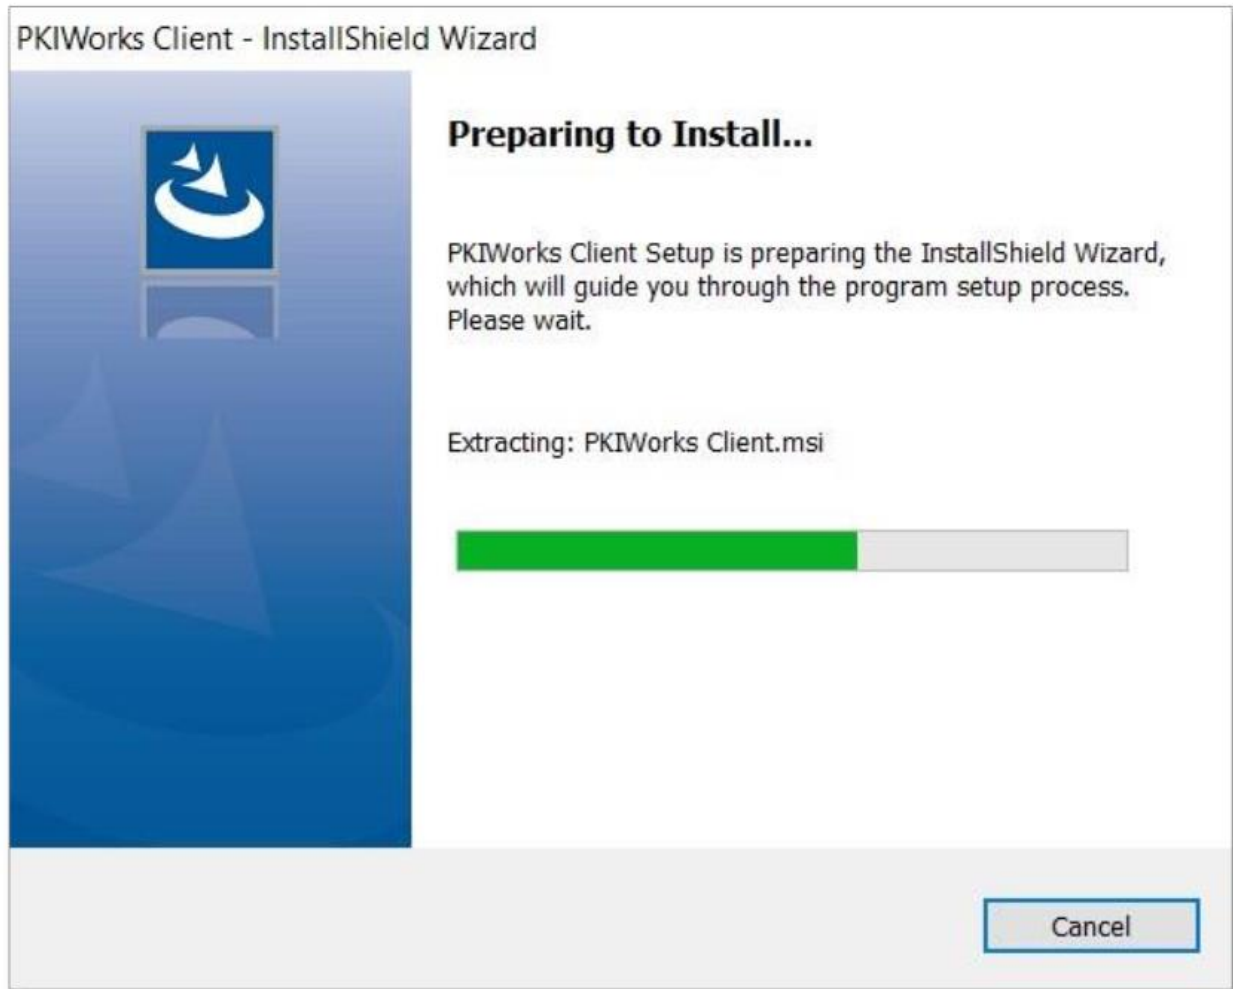 PKIWorks Client - InstallShield Wizard
Preparing to Install...
PKIWorks Client Setup is preparing the InstallShield Wizard,
which will guide you through the program setup process.
Please wait.
Extracting: PKIWorks Client.msi
Cancel